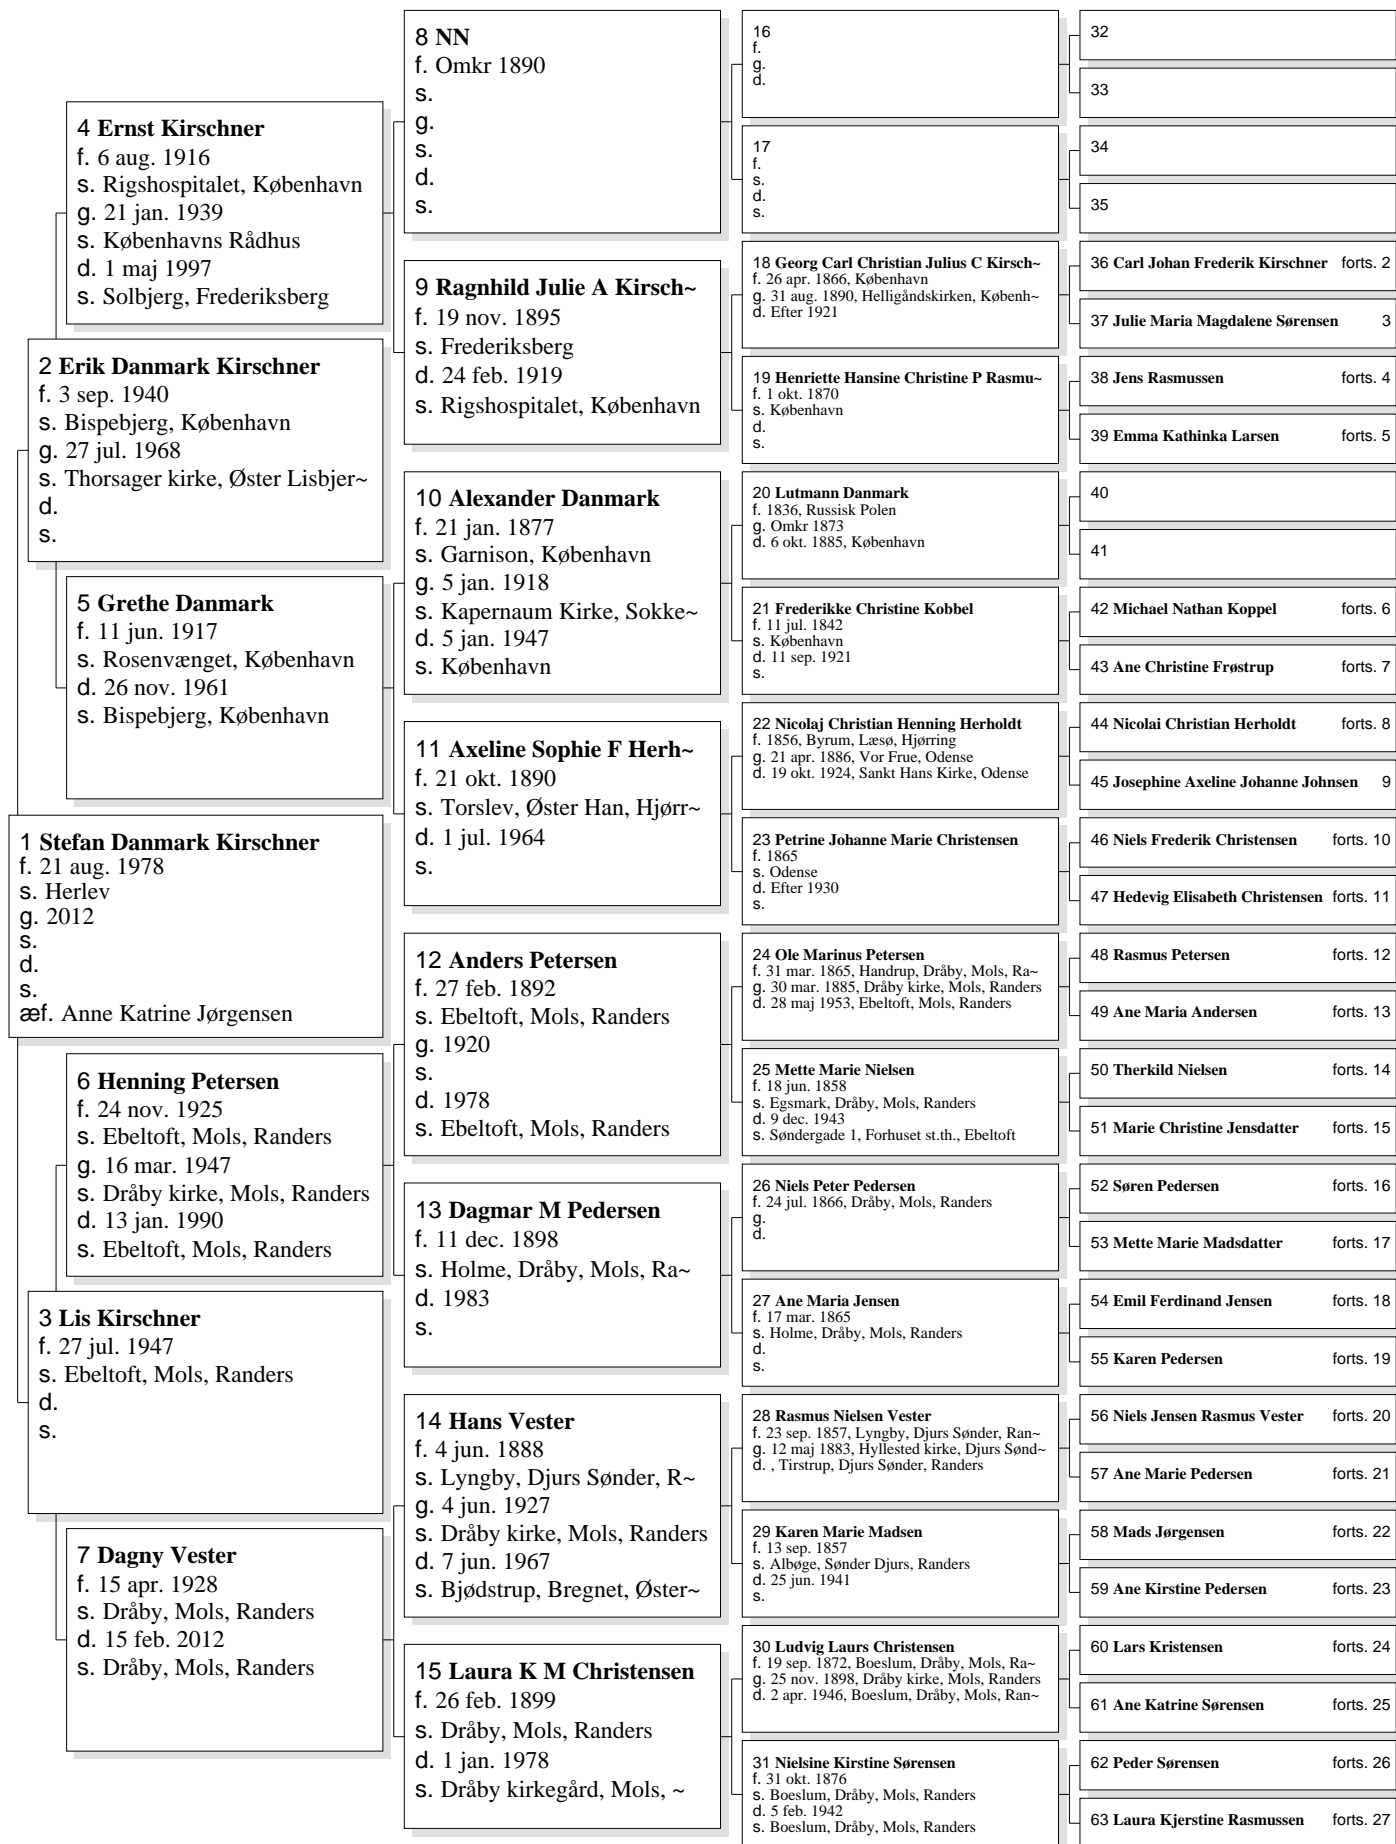 1 Stefan Danmark Kirschner
f. 21 aug. 1978
s. Herlev
g. 2012
s.
d.
s.
æf. Anne Katrine Jørgensen
2 Erik Danmark Kirschner
f. 3 sep. 1940
s. Bispebjerg, København
g. 27 jul. 1968
s. Thorsager kirke, Øster Lisbjer~
d.
s.
3 Lis Kirschner
f. 27 jul. 1947
s. Ebeltoft, Mols, Randers
d.
s.
4 Ernst Kirschner
f. 6 aug. 1916
s. Rigshospitalet, København
g. 21 jan. 1939
s. Københavns Rådhus
d. 1 maj 1997
s. Solbjerg, Frederiksberg
5 Grethe Danmark
f. 11 jun. 1917
s. Rosenvænget, København
d. 26 nov. 1961
s. Bispebjerg, København
6 Henning Petersen
f. 24 nov. 1925
s. Ebeltoft, Mols, Randers
g. 16 mar. 1947
s. Dråby kirke, Mols, Randers
d. 13 jan. 1990
s. Ebeltoft, Mols, Randers
7 Dagny Vester
f. 15 apr. 1928
s. Dråby, Mols, Randers
d. 15 feb. 2012
s. Dråby, Mols, Randers
8 NN
f. Omkr 1890
s.
g.
s.
d.
s.
9 Ragnhild Julie A Kirsch~
f. 19 nov. 1895
s. Frederiksberg
d. 24 feb. 1919
s. Rigshospitalet, København
10 Alexander Danmark
f. 21 jan. 1877
s. Garnison, København
g. 5 jan. 1918
s. Kapernaum Kirke, Sokke~
d. 5 jan. 1947
s. København
11 Axeline Sophie F Herh~
f. 21 okt. 1890
s. Torslev, Øster Han, Hjørr~
d. 1 jul. 1964
s.
12 Anders Petersen
f. 27 feb. 1892
s. Ebeltoft, Mols, Randers
g. 1920
s.
d. 1978
s. Ebeltoft, Mols, Randers
13 Dagmar M Pedersen
f. 11 dec. 1898
s. Holme, Dråby, Mols, Ra~
d. 1983
s.
14 Hans Vester
f. 4 jun. 1888
s. Lyngby, Djurs Sønder, R~
g. 4 jun. 1927
s. Dråby kirke, Mols, Randers
d. 7 jun. 1967
s. Bjødstrup, Bregnet, Øster~
15 Laura K M Christensen
f. 26 feb. 1899
s. Dråby, Mols, Randers
d. 1 jan. 1978
s. Dråby kirkegård, Mols, ~
16
f.
g.
d.
17
f.
s.
d.
s.
18 Georg Carl Christian Julius C Kirsch~
f. 26 apr. 1866, København
g. 31 aug. 1890, Helligåndskirken, Københ~
d. Efter 1921
19 Henriette Hansine Christine P Rasmu~
f. 1 okt. 1870
s. København
d.
s.
20 Lutmann Danmark
f. 1836, Russisk Polen
g. Omkr 1873
d. 6 okt. 1885, København
21 Frederikke Christine Kobbel
f. 11 jul. 1842
s. København
d. 11 sep. 1921
s.
22 Nicolaj Christian Henning Herholdt
f. 1856, Byrum, Læsø, Hjørring
g. 21 apr. 1886, Vor Frue, Odense
d. 19 okt. 1924, Sankt Hans Kirke, Odense
23 Petrine Johanne Marie Christensen
f. 1865
s. Odense
d. Efter 1930
s.
24 Ole Marinus Petersen
f. 31 mar. 1865, Handrup, Dråby, Mols, Ra~
g. 30 mar. 1885, Dråby kirke, Mols, Randers
d. 28 maj 1953, Ebeltoft, Mols, Randers
25 Mette Marie Nielsen
f. 18 jun. 1858
s. Egsmark, Dråby, Mols, Randers
d. 9 dec. 1943
s. Søndergade 1, Forhuset st.th., Ebeltoft
26 Niels Peter Pedersen
f. 24 jul. 1866, Dråby, Mols, Randers
g.
d.
27 Ane Maria Jensen
f. 17 mar. 1865
s. Holme, Dråby, Mols, Randers
d.
s.
28 Rasmus Nielsen Vester
f. 23 sep. 1857, Lyngby, Djurs Sønder, Ran~
g. 12 maj 1883, Hyllested kirke, Djurs Sønd~
d. , Tirstrup, Djurs Sønder, Randers
29 Karen Marie Madsen
f. 13 sep. 1857
s. Albøge, Sønder Djurs, Randers
d. 25 jun. 1941
s.
30 Ludvig Laurs Christensen
f. 19 sep. 1872, Boeslum, Dråby, Mols, Ra~
g. 25 nov. 1898, Dråby kirke, Mols, Randers
d. 2 apr. 1946, Boeslum, Dråby, Mols, Ran~
31 Nielsine Kirstine Sørensen
f. 31 okt. 1876
s. Boeslum, Dråby, Mols, Randers
d. 5 feb. 1942
s. Boeslum, Dråby, Mols, Randers
32
33
34
35
36 Carl Johan Frederik Kirschner forts. 2
37 Julie Maria Magdalene Sørensen 3
38 Jens Rasmussen forts. 4
39 Emma Kathinka Larsen forts. 5
40
41
42 Michael Nathan Koppel forts. 6
43 Ane Christine Frøstrup forts. 7
44 Nicolai Christian Herholdt forts. 8
45 Josephine Axeline Johanne Johnsen 9
46 Niels Frederik Christensen forts. 10
47 Hedevig Elisabeth Christensen forts. 11
48 Rasmus Petersen forts. 12
49 Ane Maria Andersen forts. 13
50 Therkild Nielsen forts. 14
51 Marie Christine Jensdatter forts. 15
52 Søren Pedersen forts. 16
53 Mette Marie Madsdatter forts. 17
54 Emil Ferdinand Jensen forts. 18
55 Karen Pedersen forts. 19
56 Niels Jensen Rasmus Vester forts. 20
57 Ane Marie Pedersen forts. 21
58 Mads Jørgensen forts. 22
59 Ane Kirstine Pedersen forts. 23
60 Lars Kristensen forts. 24
61 Ane Katrine Sørensen forts. 25
62 Peder Sørensen forts. 26
63 Laura Kjerstine Rasmussen forts. 27